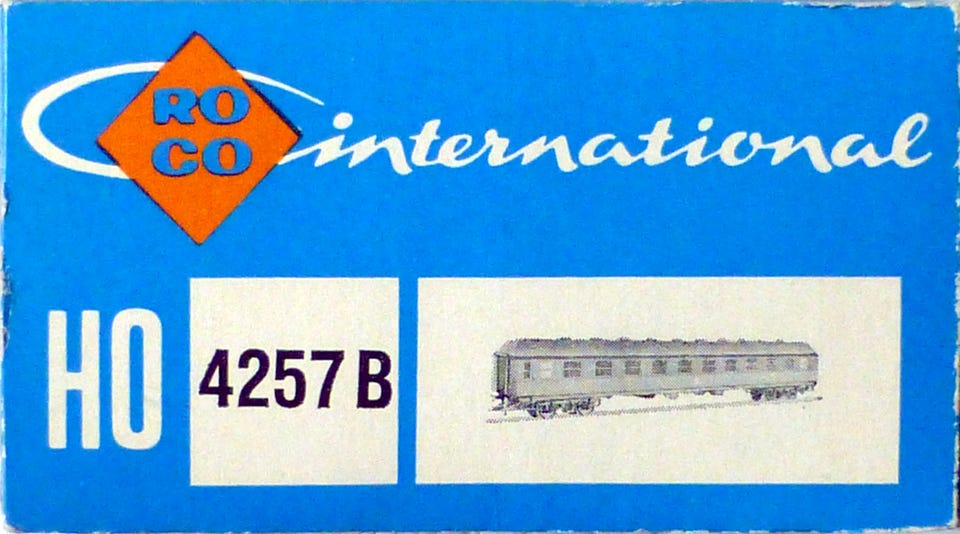 RO
CO
international
HO
4257 B